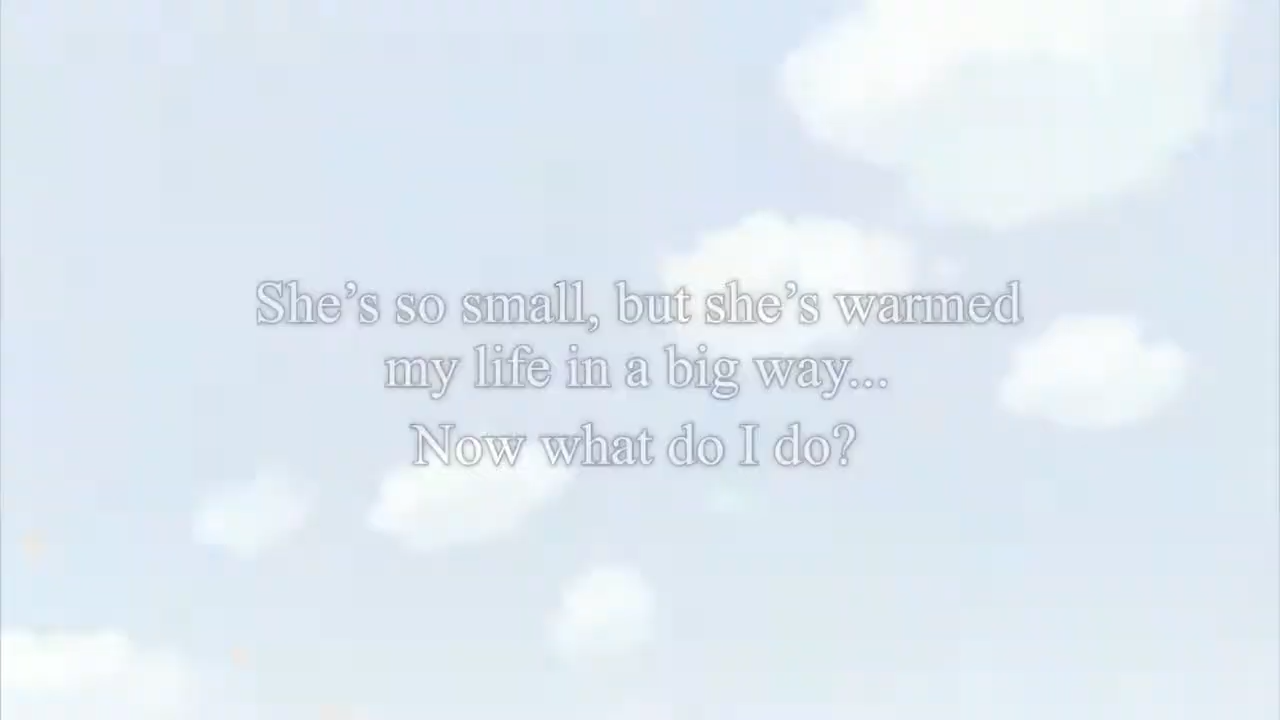 She’s so small, but she’s warmed
my life in a big way...
Now what do I do?